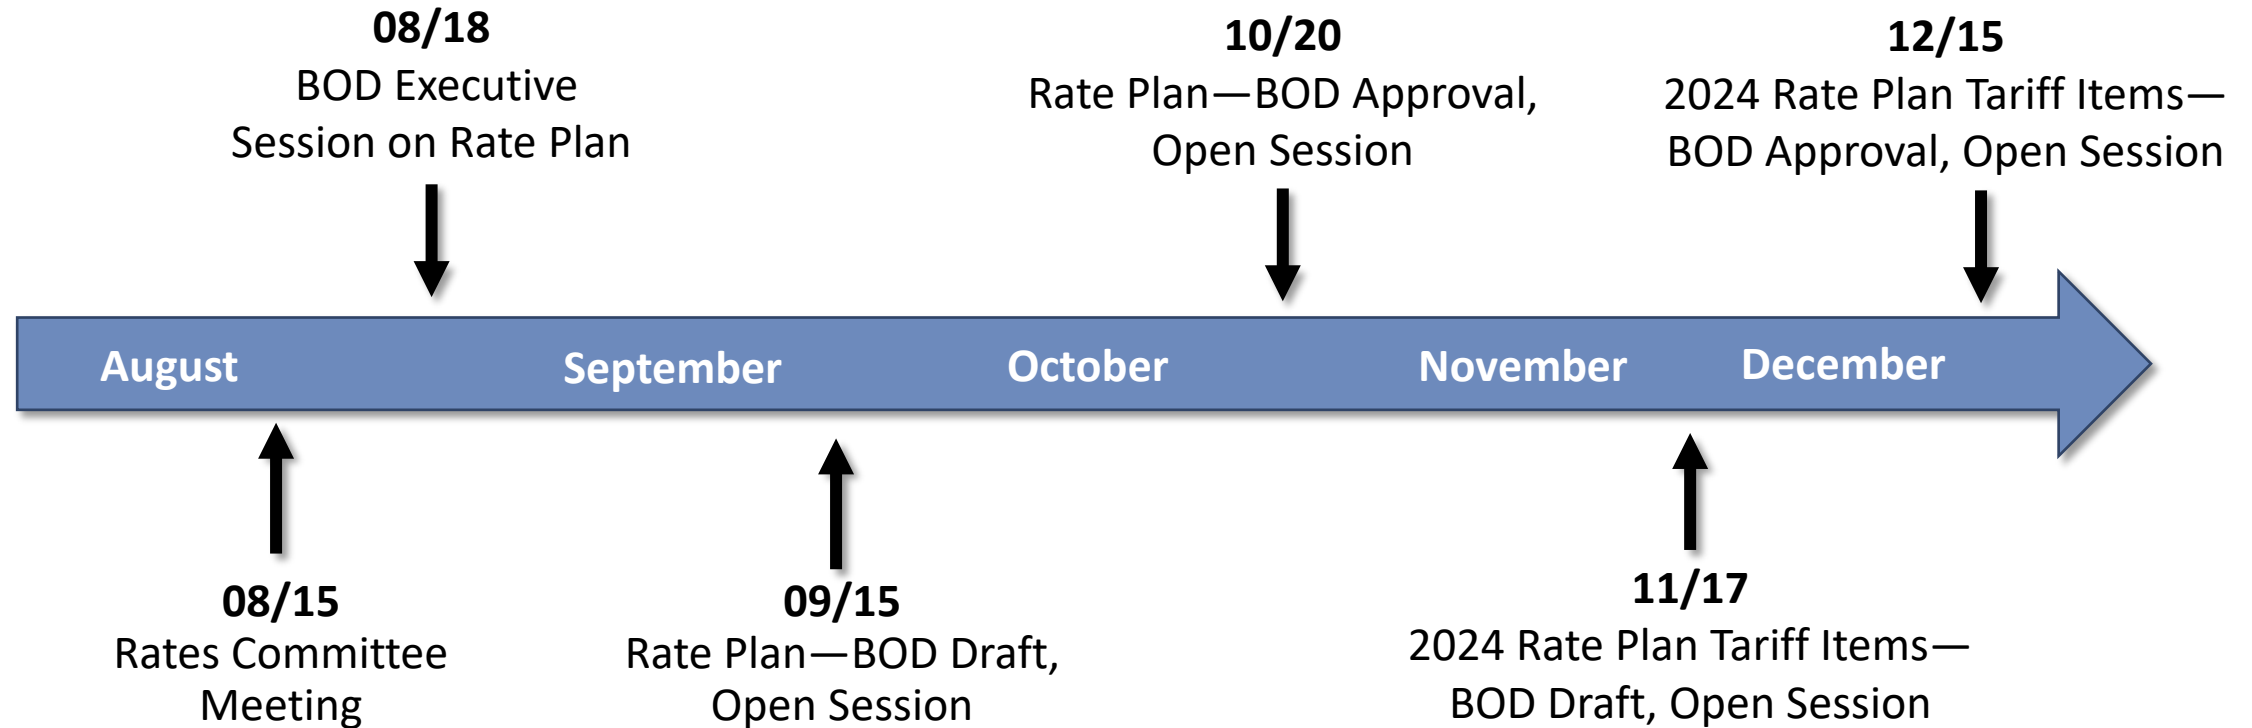 08/18
BOD Executive
Session on Rate Plan
10/20
Rate Plan—BOD Approval,
Open Session
12/15
2024 Rate Plan Tariff Items—
BOD Approval, Open Session
August
September
October
November
December
08/15
Rates Committee
Meeting
09/15
Rate Plan—BOD Draft,
Open Session
11/17
2024 Rate Plan Tariff Items—
BOD Draft, Open Session